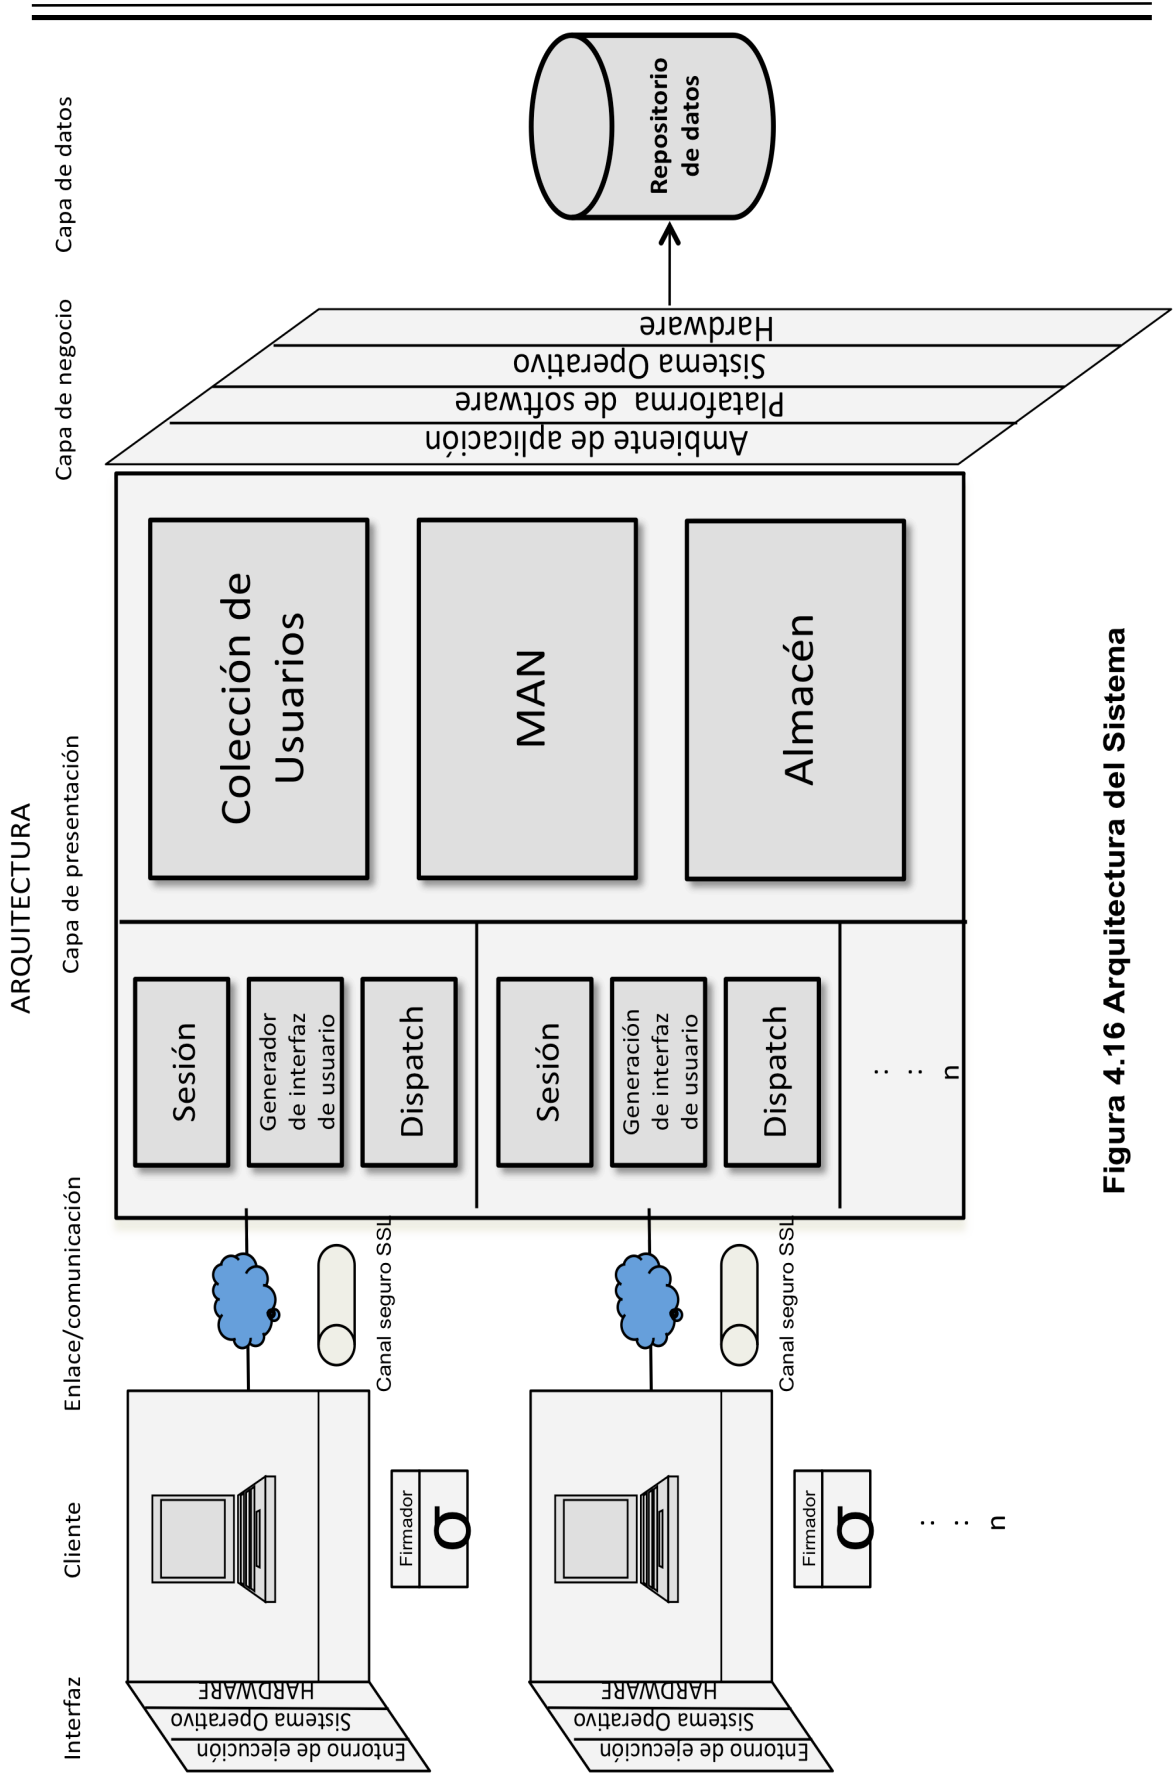 ARQUITECTURA
Interfaz
Cliente
Enlace/comunicación
Capa de presentación
Capa de negocio
Capa de datos
Entorno de ejecución
Sistema Operativo
HARDWARE
Firmador
σ
Canal seguro SSL
Sesión
Generador
de interfaz
de usuario
Dispatch
Entorno de ejecución
Sistema Operativo
HARDWARE
Firmador
σ
Canal seguro SSL
Sesión
Generación
de interfaz
de usuario
Dispatch
:
:
n
:
:
n
Colección de
Usuarios
MAN
Almacén
Ambiente de aplicación
Plataforma de software
Sistema Operativo
Hardware
Repositorio
de datos
Figura 4.16 Arquitectura del Sistema